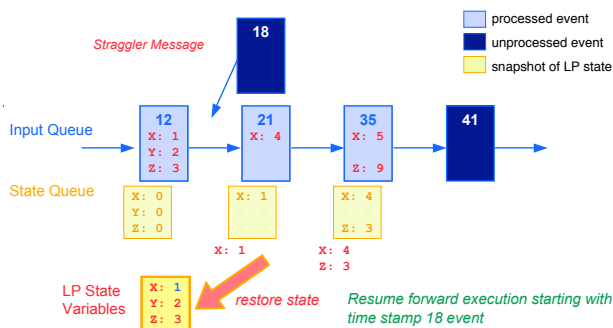 processed event
unprocessed event
snapshot of LP state
Straggler Message
18
Input Queue
12
X: 1
Y: 2
Z: 3
21
X: 4
35
X: 5
Z: 9
41
State Queue
X: 0
Y: 0
Z: 0
X: 1
X: 4
Z: 3
X: 1
X: 4
Z: 3
LP State
Variables
X: 1
Y: 2
Z: 3
restore state
Resume forward execution starting with
time stamp 18 event